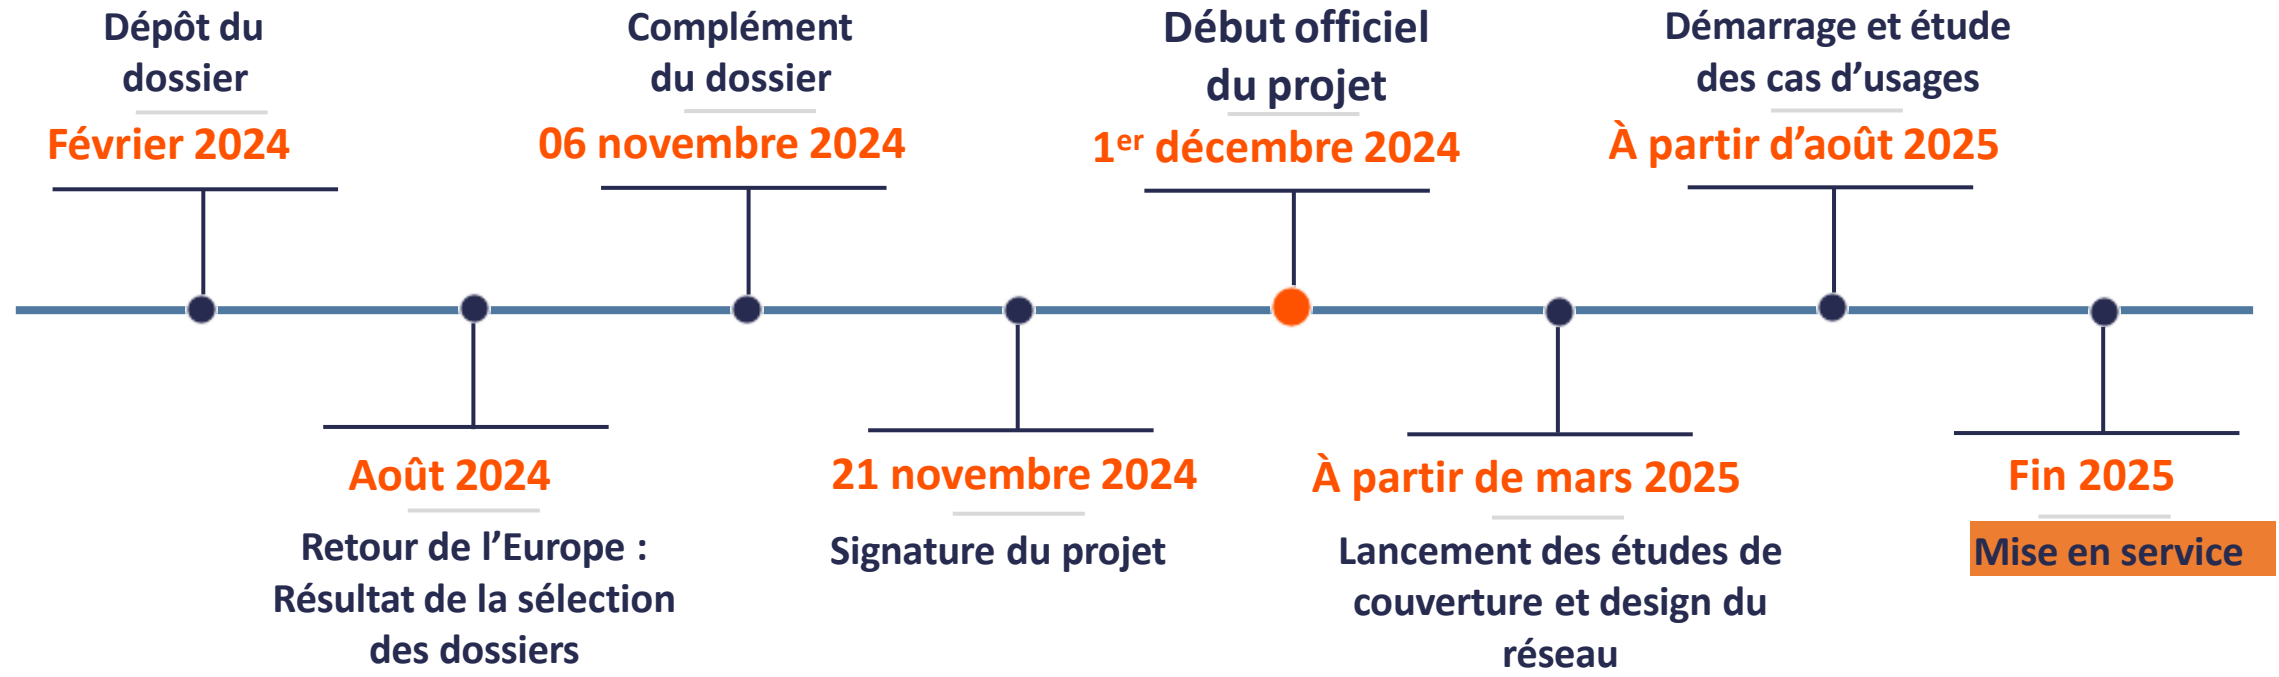 Dépôt du
dossier
Février 2024
Août 2024
Retour de l’Europe :
Résultat de la sélection
des dossiers
Complément
du dossier
06 novembre 2024
21 novembre 2024
Signature du projet
Début officiel
du projet
1er décembre 2024
À partir de mars 2025
Lancement des études de
couverture et design du
réseau
Démarrage et étude
des cas d’usages
À partir d’août 2025
Fin 2025
Mise en service